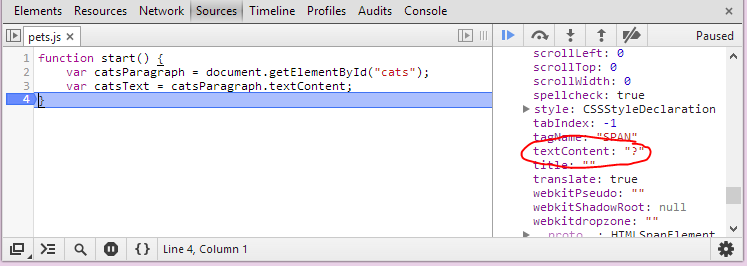 Elements Resources Network Sources Timeline Profiles Audits Console
pets.js ×
Paused
1 function start() {
2 var catsParagraph = document.getElementById("cats");
3 var catsText = catsParagraph.textContent;
4 }
scrollLeft: 0
scrollTop: 0
scrollWidth: 0
spellcheck: true
style: CSSStyleDeclaration
tabIndex: -1
tagName: "SPAN"
textContent: "?"
title: ""
translate: true
webkitPseudo: ""
webkitShadowRoot: null
webkitdropzone: ""
__proto__: HTMLSpanElement
{} Line 4, Column 1